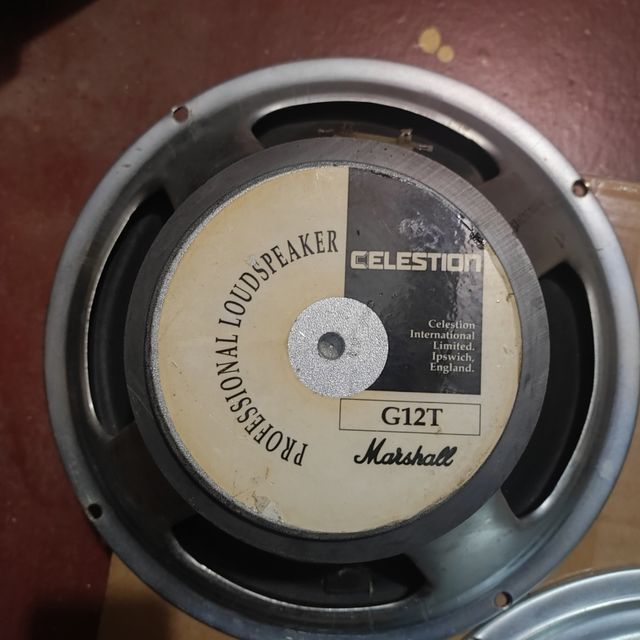 PROFESSIONAL LOUDSPEAKER
CELESTION
Celestion
International
Limited.
Ipswich,
England.
G12T
Marshall